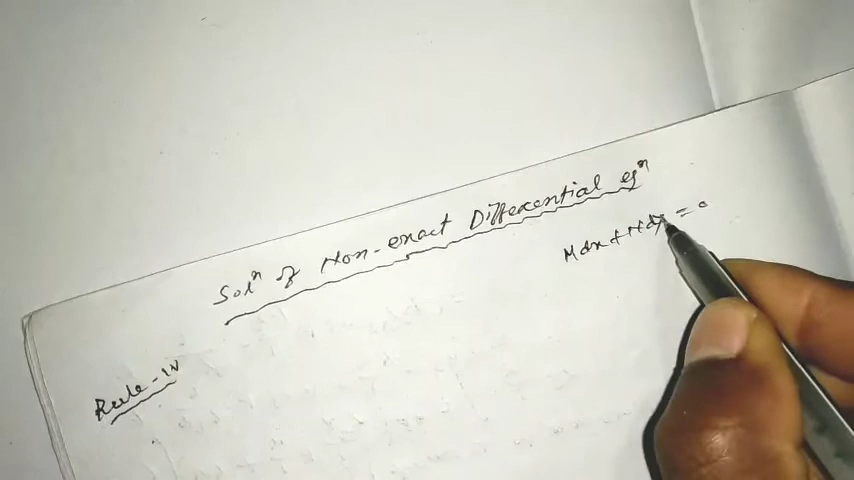 Solⁿ of Non-exact Differential eqⁿ
Mdx + Ndy = 0
Rule-IV